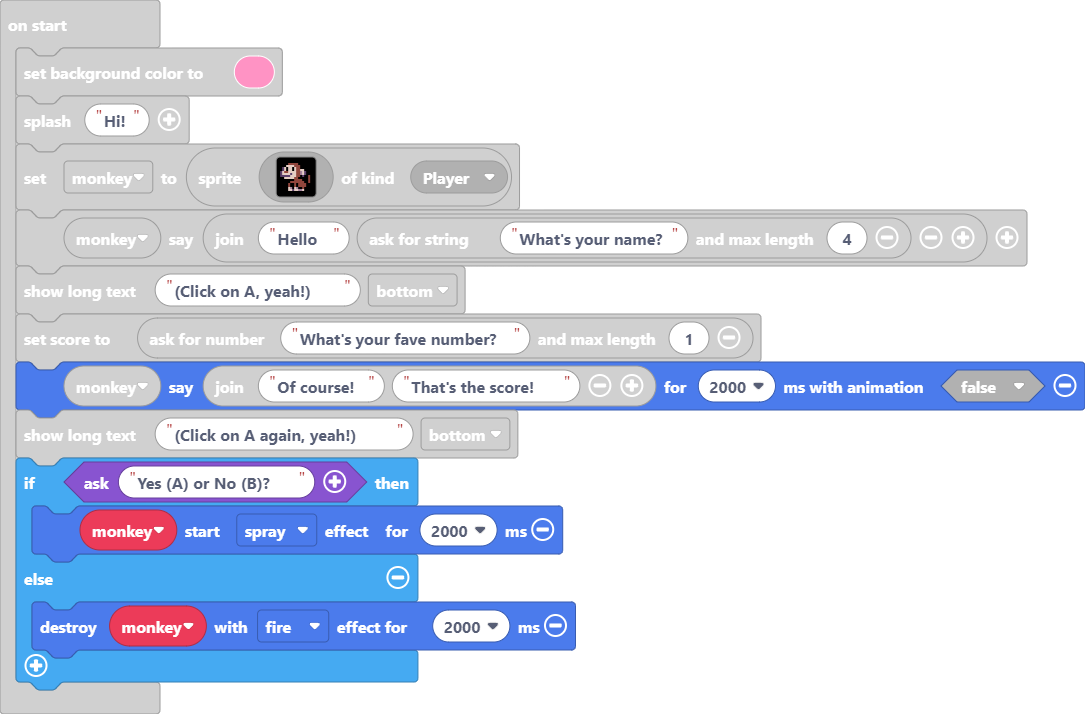 on start
set background color to
splash "Hi!"
set monkey to sprite of kind Player
monkey say join "Hello " ask for string "What's your name?" and max length 4
show long text "(Click on A, yeah!)" bottom
set score to ask for number "What's your fave number?" and max length 1
monkey say join "Of course!" "That's the score!" for 2000 ms with animation false
show long text "(Click on A again, yeah!)" bottom
if ask "Yes (A) or No (B)?" then
monkey start spray effect for 2000 ms
else
destroy monkey with fire effect for 2000 ms